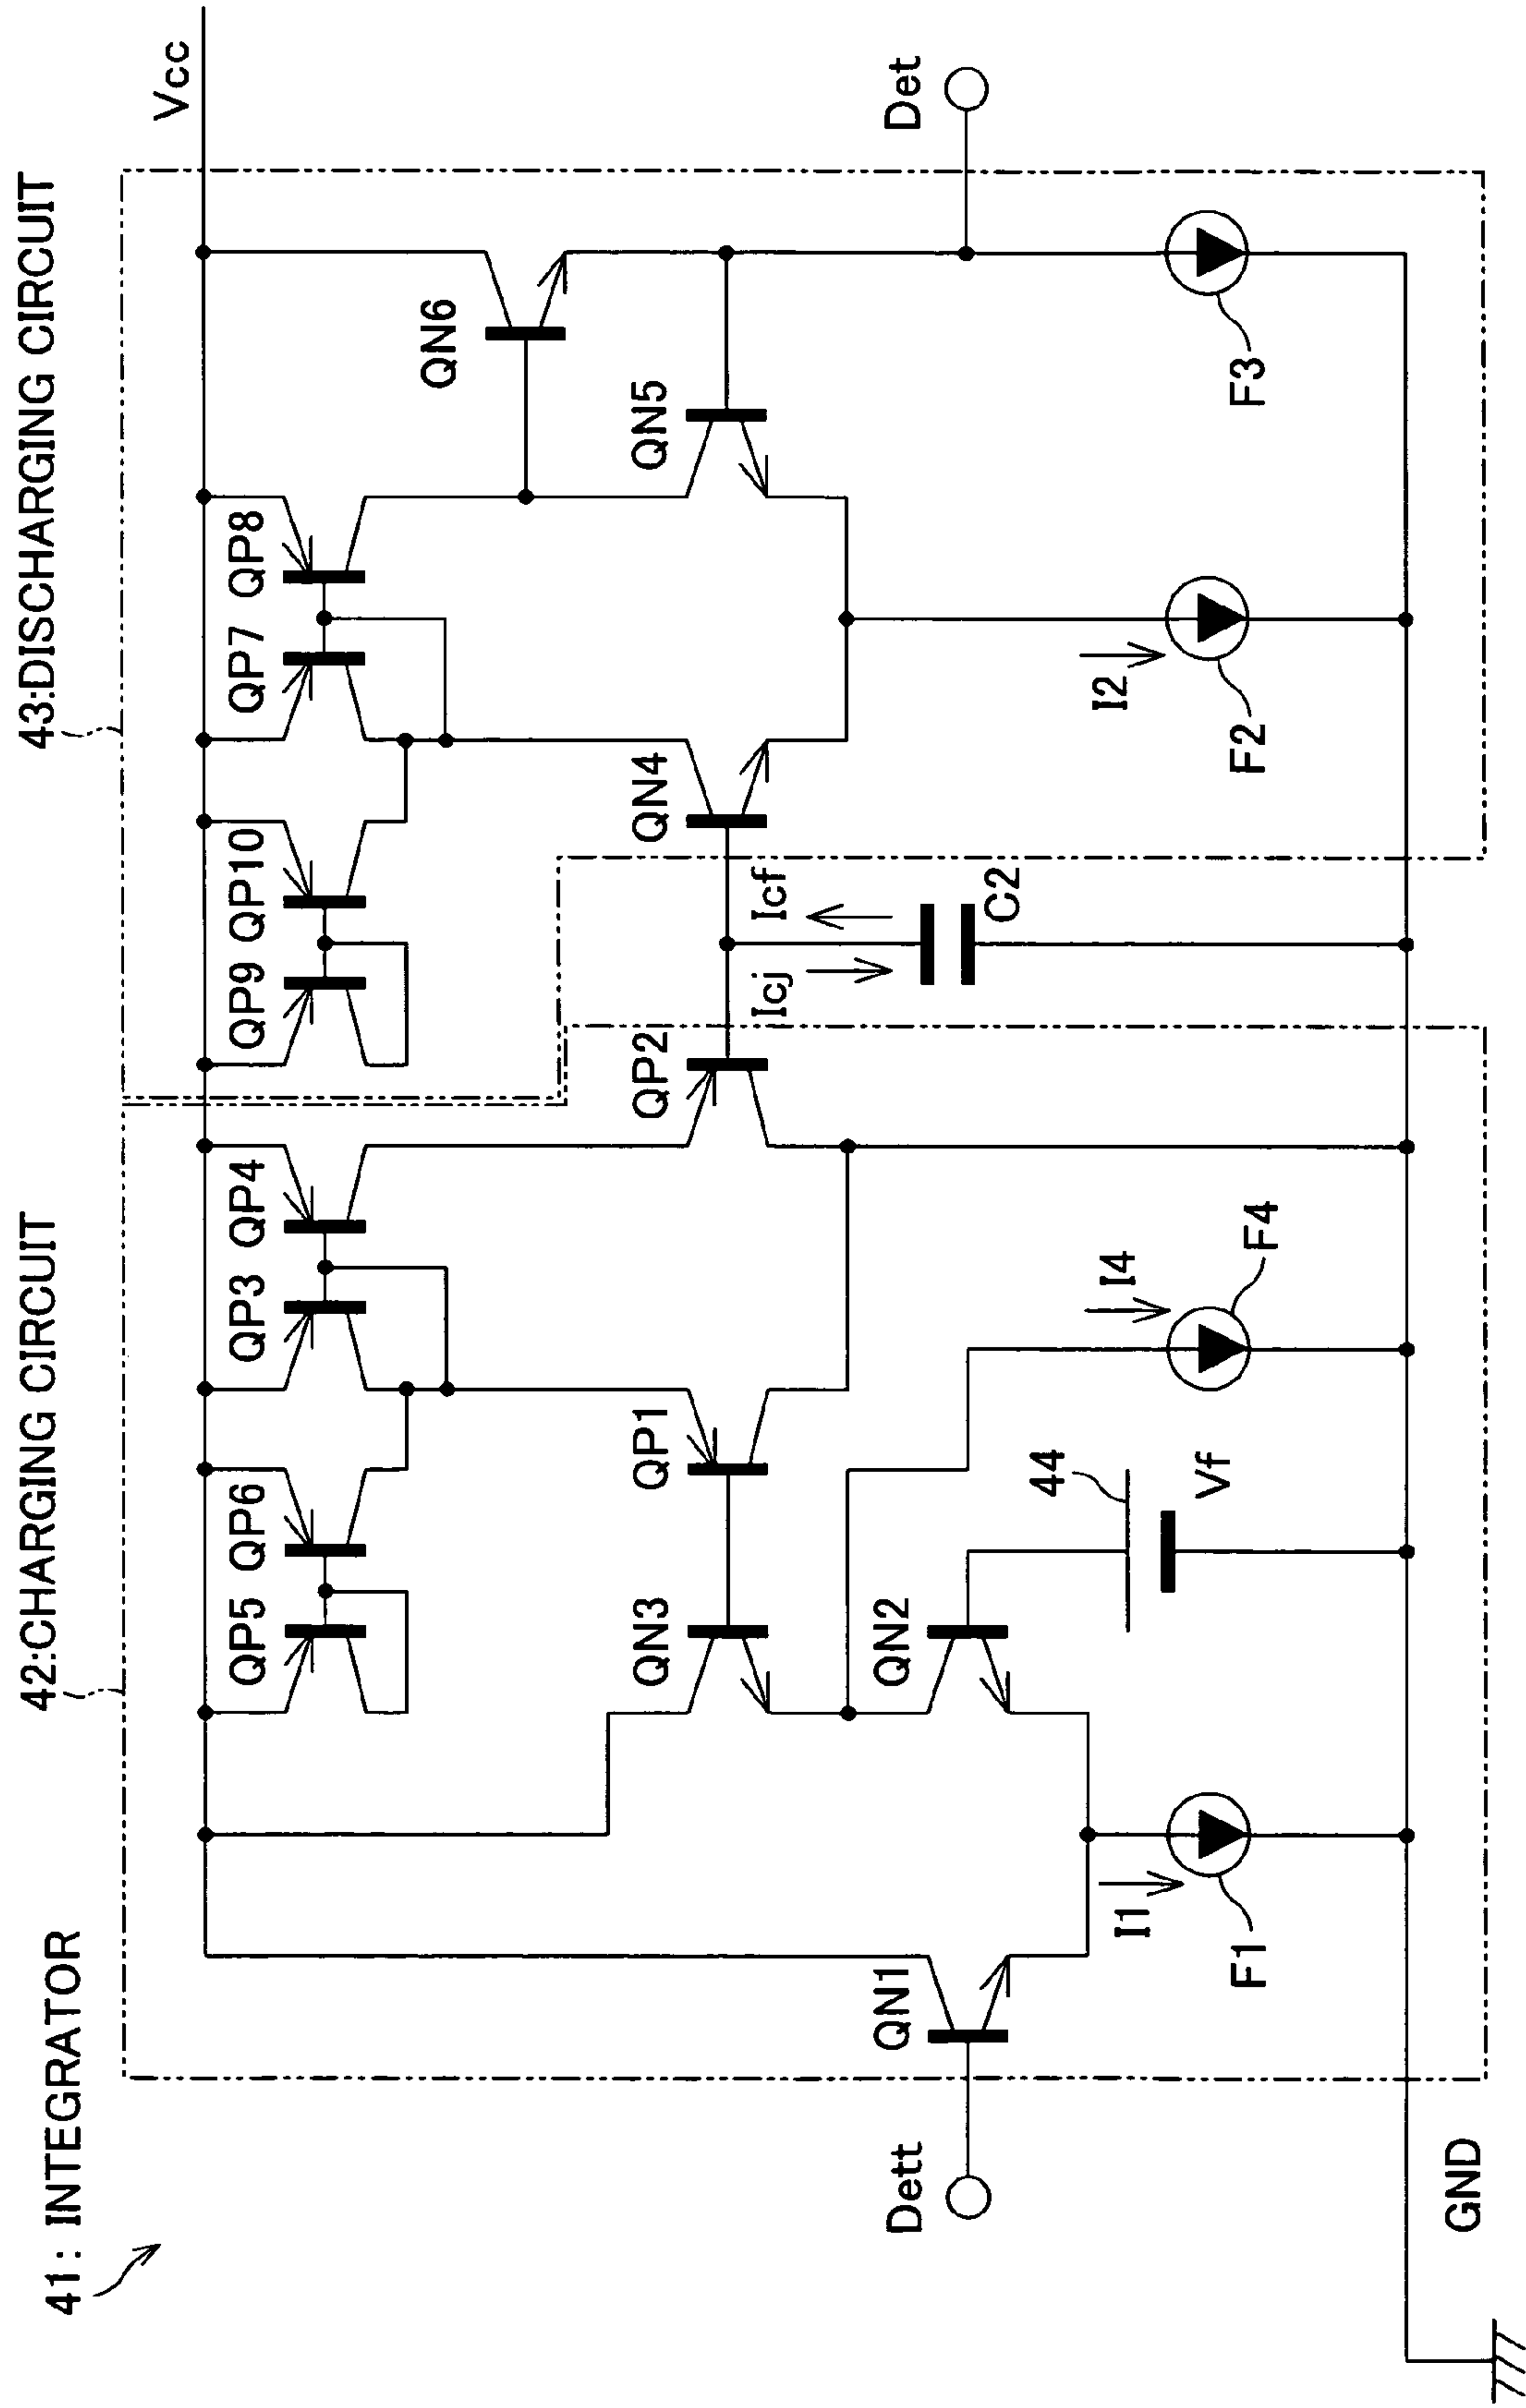 41: INTEGRATOR
42:CHARGING CIRCUIT
43:DISCHARGING CIRCUIT
Vcc
QP5
QP6
QP3
QP4
QP9
QP10
QP7
QP8
QN6
QN3
QP1
QP2
QN4
QN5
Icj
Icf
Dett
QN1
QN2
C2
Det
44
I1
I4
I2
Vf
F1
F4
F2
F3
GND